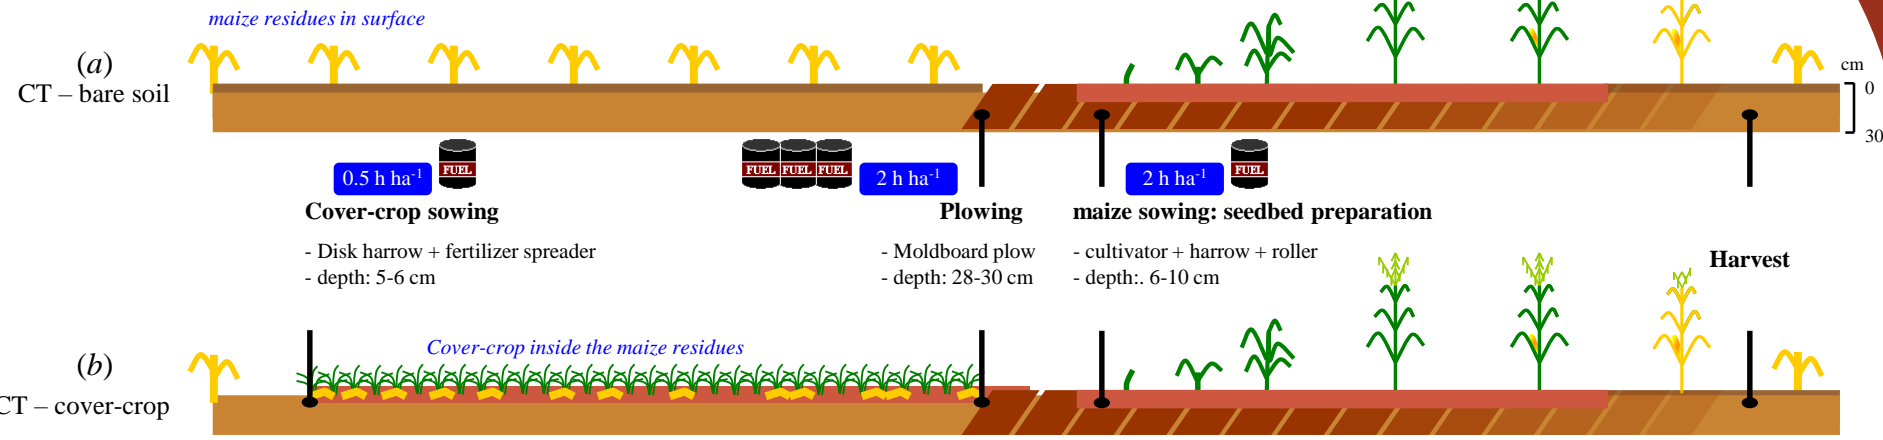 maize residues in surface
(a)
CT – bare soil
cm
0
30
FUEL
FUEL FUEL FUEL
FUEL
0.5 h ha-1
2 h ha-1
2 h ha-1
Cover-crop sowing
- Disk harrow + fertilizer spreader
- depth: 5-6 cm
Plowing
- Moldboard plow
- depth: 28-30 cm
maize sowing: seedbed preparation
- cultivator + harrow + roller
- depth:. 6-10 cm
Harvest
Cover-crop inside the maize residues
(b)
CT – cover-crop